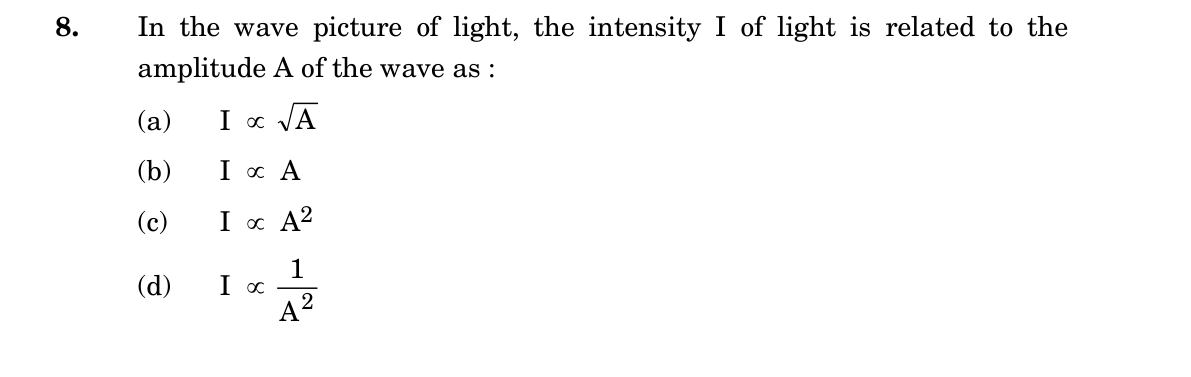 8. In the wave picture of light, the intensity I of light is related to the
amplitude A of the wave as :
(a) I ∝ √A
(b) I ∝ A
(c) I ∝ A²
(d) I ∝ 1/A²